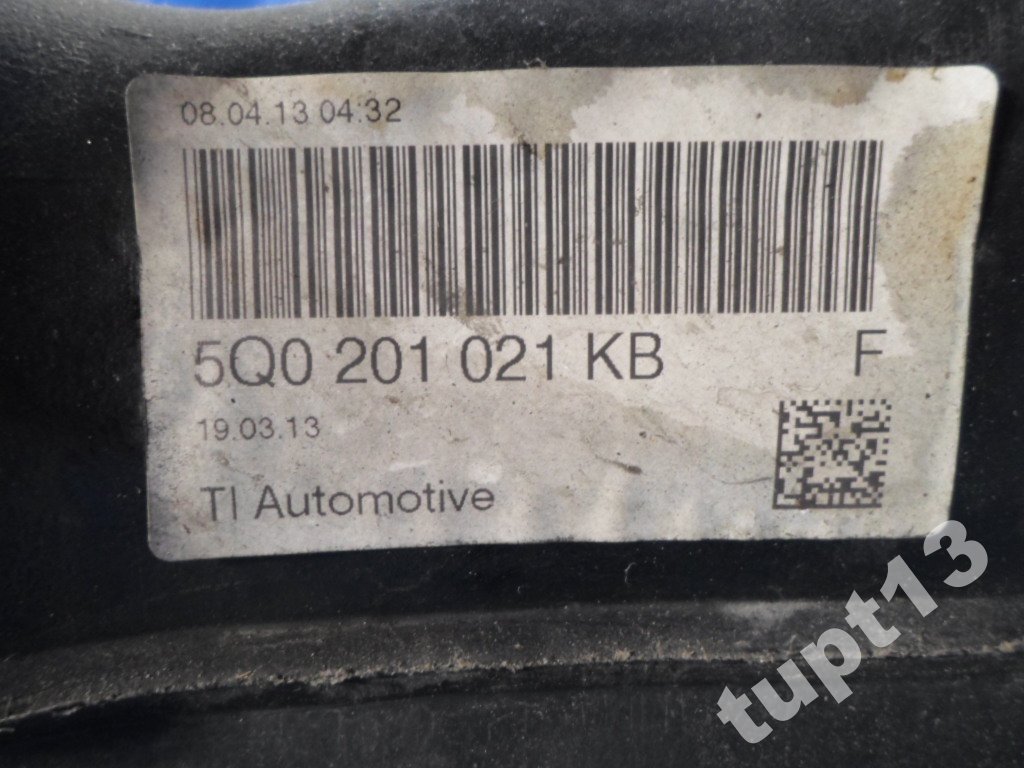 08.04.13 04:32
5Q0 201 021 KB F
19.03.13
TI Automotive
tupt13